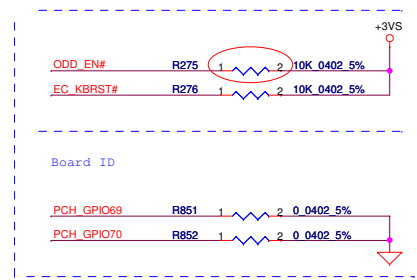 +3VS
ODD_EN# R275 1 2 10K_0402_5%
EC_KBRST# R276 1 2 10K_0402_5%
Board ID
PCH_GPIO69 R851 1 2 0_0402_5%
PCH_GPIO70 R852 1 2 0_0402_5%